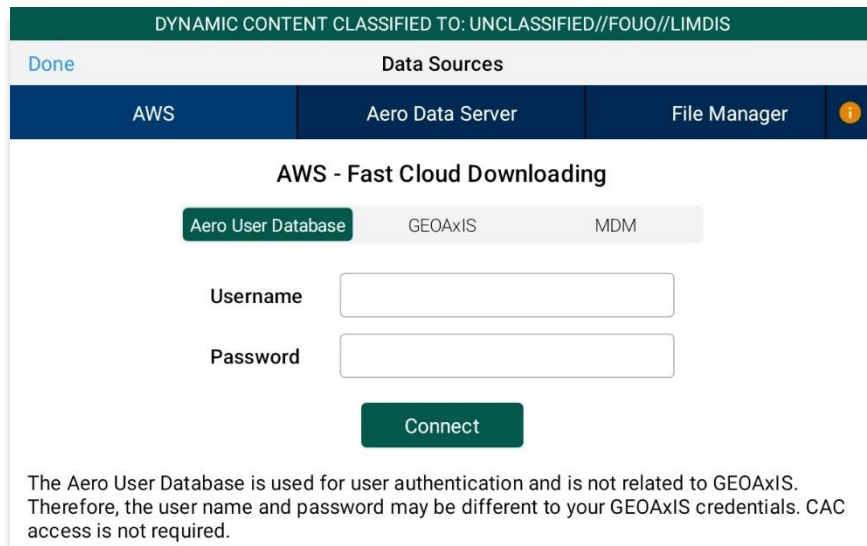 DYNAMIC CONTENT CLASSIFIED TO: UNCLASSIFIED//FOUO//LIMDIS
Done Data Sources
AWS Aero Data Server File Manager i
AWS - Fast Cloud Downloading
Aero User Database GEOAxIS MDM
Username
Password
Connect
The Aero User Database is used for user authentication and is not related to GEOAxIS.
Therefore, the user name and password may be different to your GEOAxIS credentials. CAC
access is not required.